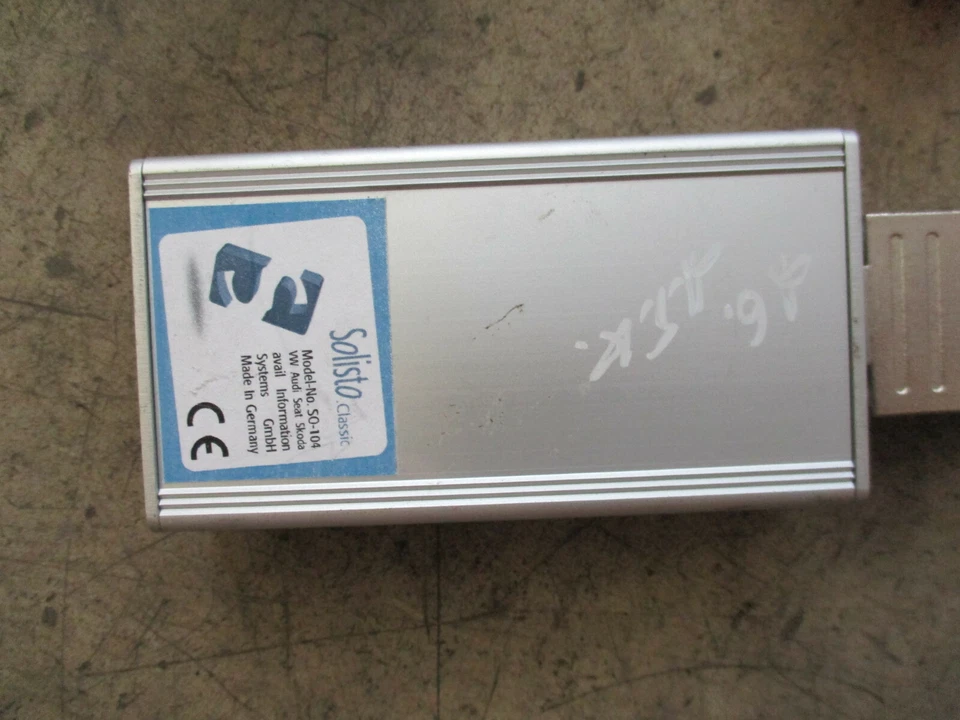 Solisto.Classic
Model-No. SO-104
VW Audi Seat Skoda
avail Information
Systems GmbH
Made In Germany
CE